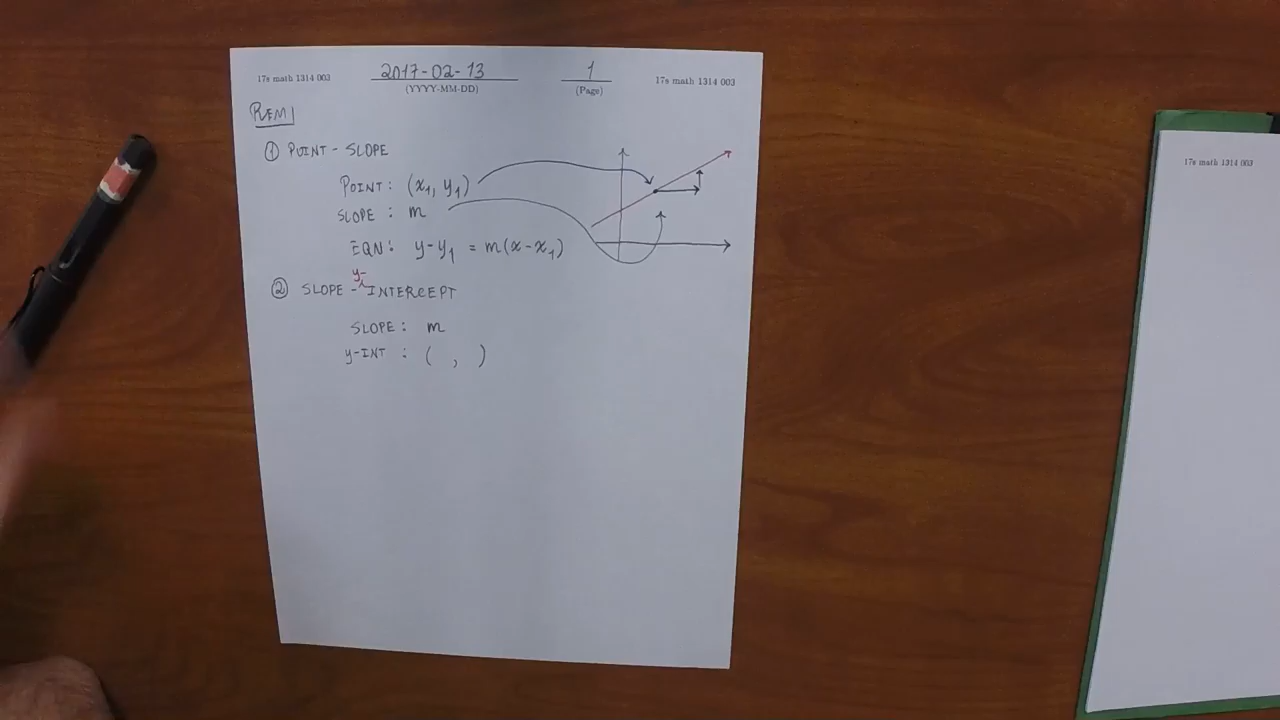 17s math 1314 003 2017-02-13 1 17s math 1314 003
(YYYY-MM-DD) (Page)
REM
① POINT - SLOPE
POINT: (x₁, y₁)
SLOPE : m
EQN: y-y₁ = m(x-x₁)
y-
② SLOPE - INTERCEPT
SLOPE: m
y-INT : ( , )
17s math 1314 003